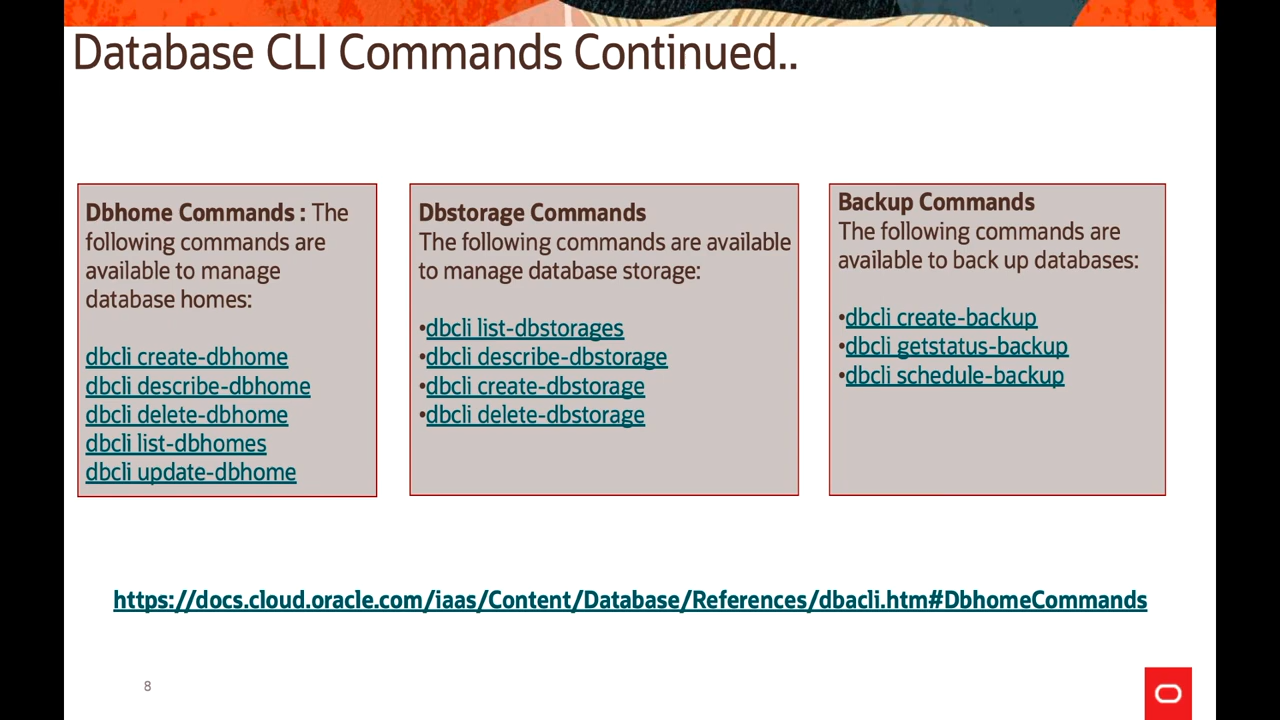 Database CLI Commands Continued..
Dbhome Commands : The
following commands are
available to manage
database homes:
dbcli create-dbhome
dbcli describe-dbhome
dbcli delete-dbhome
dbcli list-dbhomes
dbcli update-dbhome
Dbstorage Commands
The following commands are available
to manage database storage:
•dbcli list-dbstorages
•dbcli describe-dbstorage
•dbcli create-dbstorage
•dbcli delete-dbstorage
Backup Commands
The following commands are
available to back up databases:
•dbcli create-backup
•dbcli getstatus-backup
•dbcli schedule-backup
https://docs.cloud.oracle.com/iaas/Content/Database/References/dbacli.htm#DbhomeCommands
8